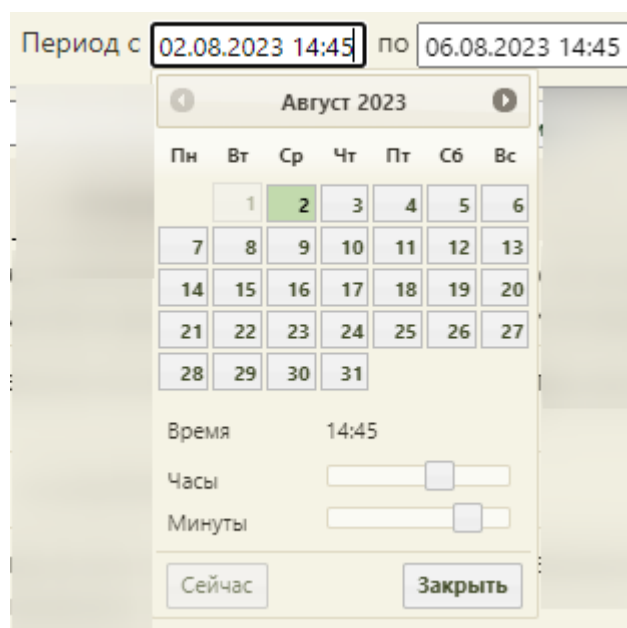 Период с 02.08.2023 14:45 по 06.08.2023 14:45
Август 2023
Пн Вт Ср Чт Пт Сб Вс
1 2 3 4 5 6
7 8 9 10 11 12 13
14 15 16 17 18 19 20
21 22 23 24 25 26 27
28 29 30 31
Время 14:45
Часы
Минуты
Сейчас Закрыть